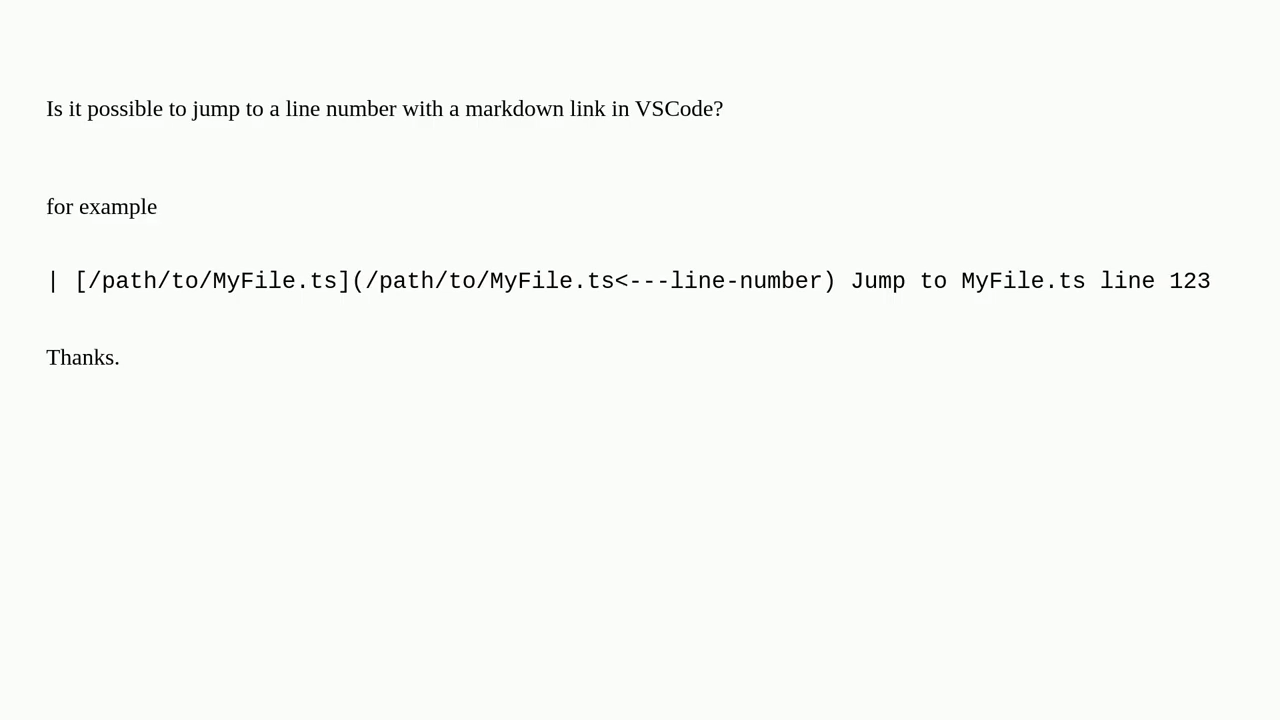 Is it possible to jump to a line number with a markdown link in VSCode?
for example
| [/path/to/MyFile.ts](/path/to/MyFile.ts<---line-number) Jump to MyFile.ts line 123
Thanks.